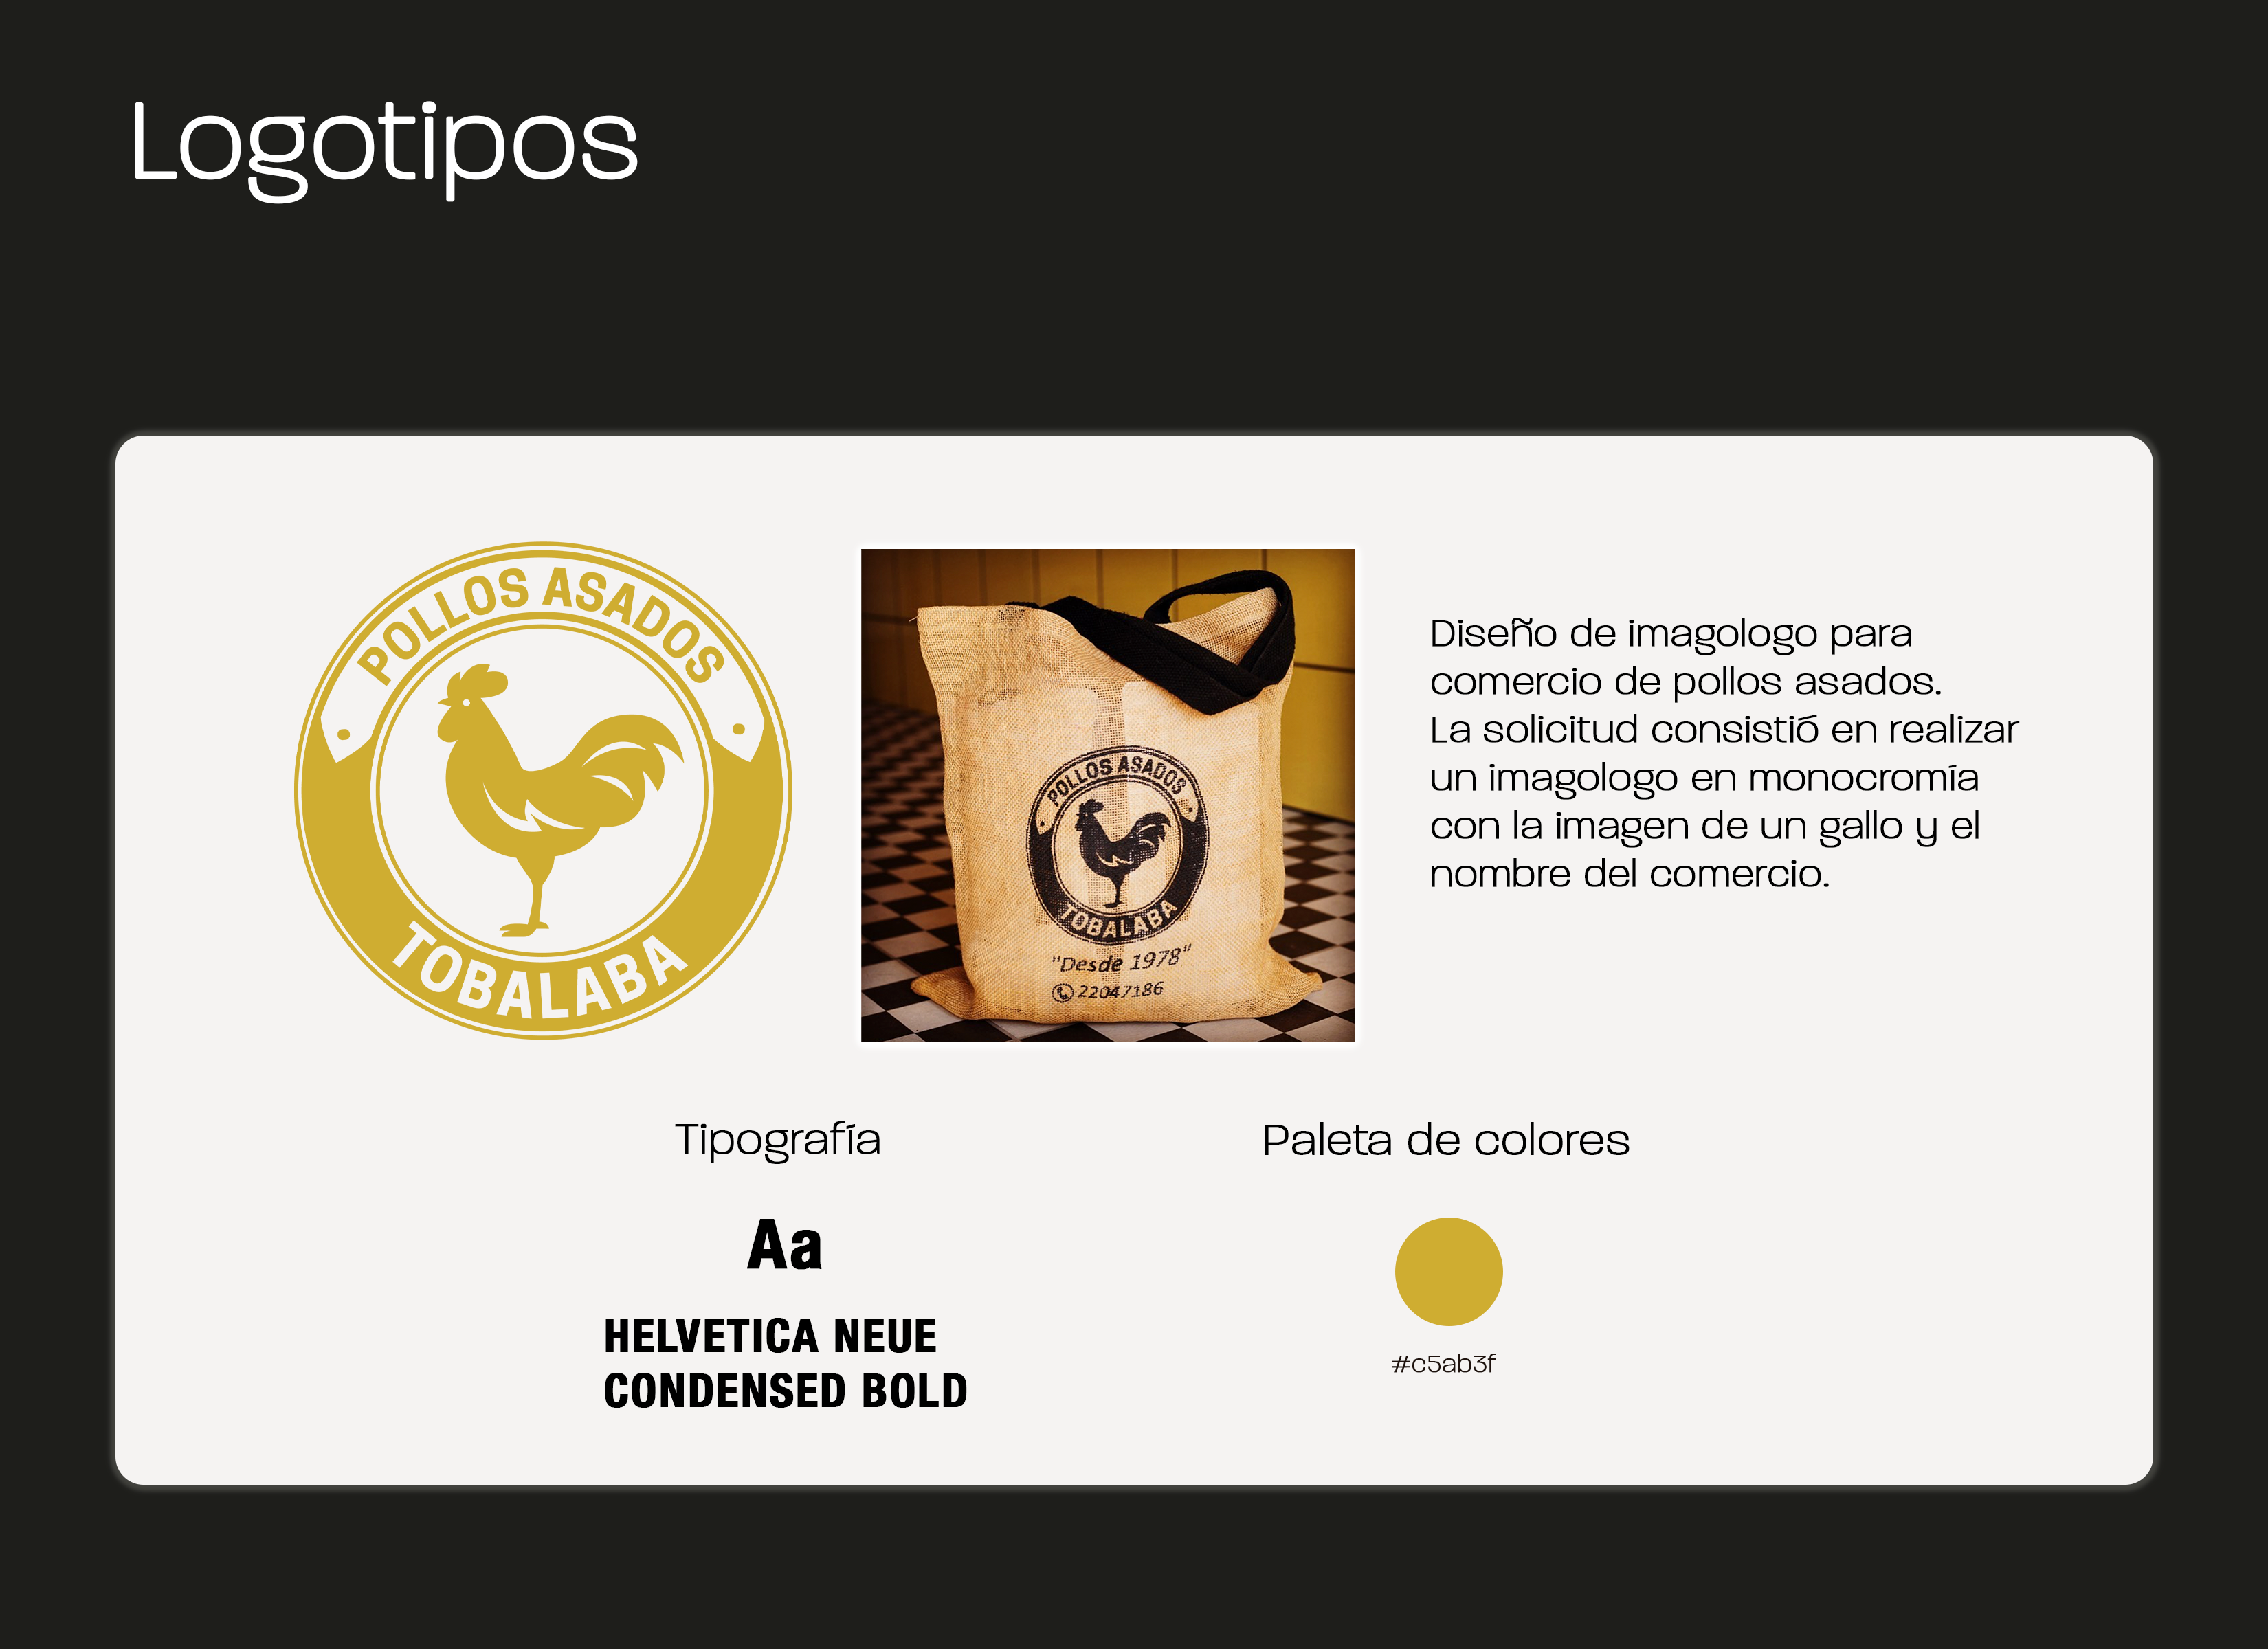 Logotipos
POLLOS ASADOS
TOBALABA
POLLOS ASADOS
TOBALABA
"Desde 1978"
22047186
Diseño de imagologo para
comercio de pollos asados.
La solicitud consistió en realizar
un imagologo en monocromía
con la imagen de un gallo y el
nombre del comercio.
Tipografía
Aa
HELVETICA NEUE
CONDENSED BOLD
Paleta de colores
#c5ab3f